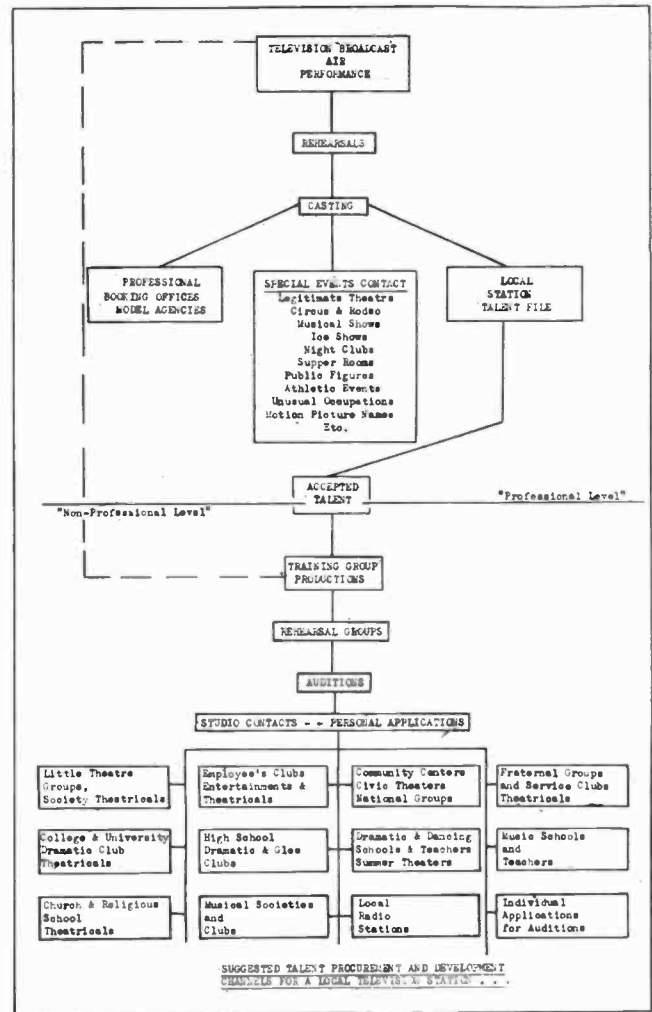 TELEVISION BROADCAST
AIR
PERFORMANCE
REHEARSALS
CASTING
PROFESSIONAL
BOOKING OFFICES
MODEL AGENCIES
SPECIAL EVENTS CONTACT
Legitimate Theatre
Circus & Rodeo
Musical Shows
Ice Shows
Night Clubs
Supper Rooms
Public Figures
Athletic Events
Unusual Occupations
Motion Picture Names
Etc.
LOCAL
STATION
TALENT FILE
ACCEPTED
TALENT
"Professional Level"
"Non-Professional Level"
TRAINING GROUP
PRODUCTIONS
REHEARSAL GROUPS
AUDITIONS
STUDIO CONTACTS - - PERSONAL APPLICATIONS
Little Theatre
Groups,
Society Theatricals
Employee's Clubs
Entertainments &
Theatricals
Community Centers
Civic Theaters
National Groups
Fraternal Groups
and Service Clubs
Theatricals
College & University
Dramatic Club
Theatricals
High School
Dramatic & Glee
Clubs
Dramatic & Dancing
Schools & Teachers
Summer Theaters
Music Schools
and
Teachers
Church & Religious
School
Theatricals
Musical Societies
and
Clubs
Local
Radio
Stations
Individual
Applications
for Auditions
SUGGESTED TALENT PROCUREMENT AND DEVELOPMENT
CHANNELS FOR A LOCAL TELEVISION STATION . . .